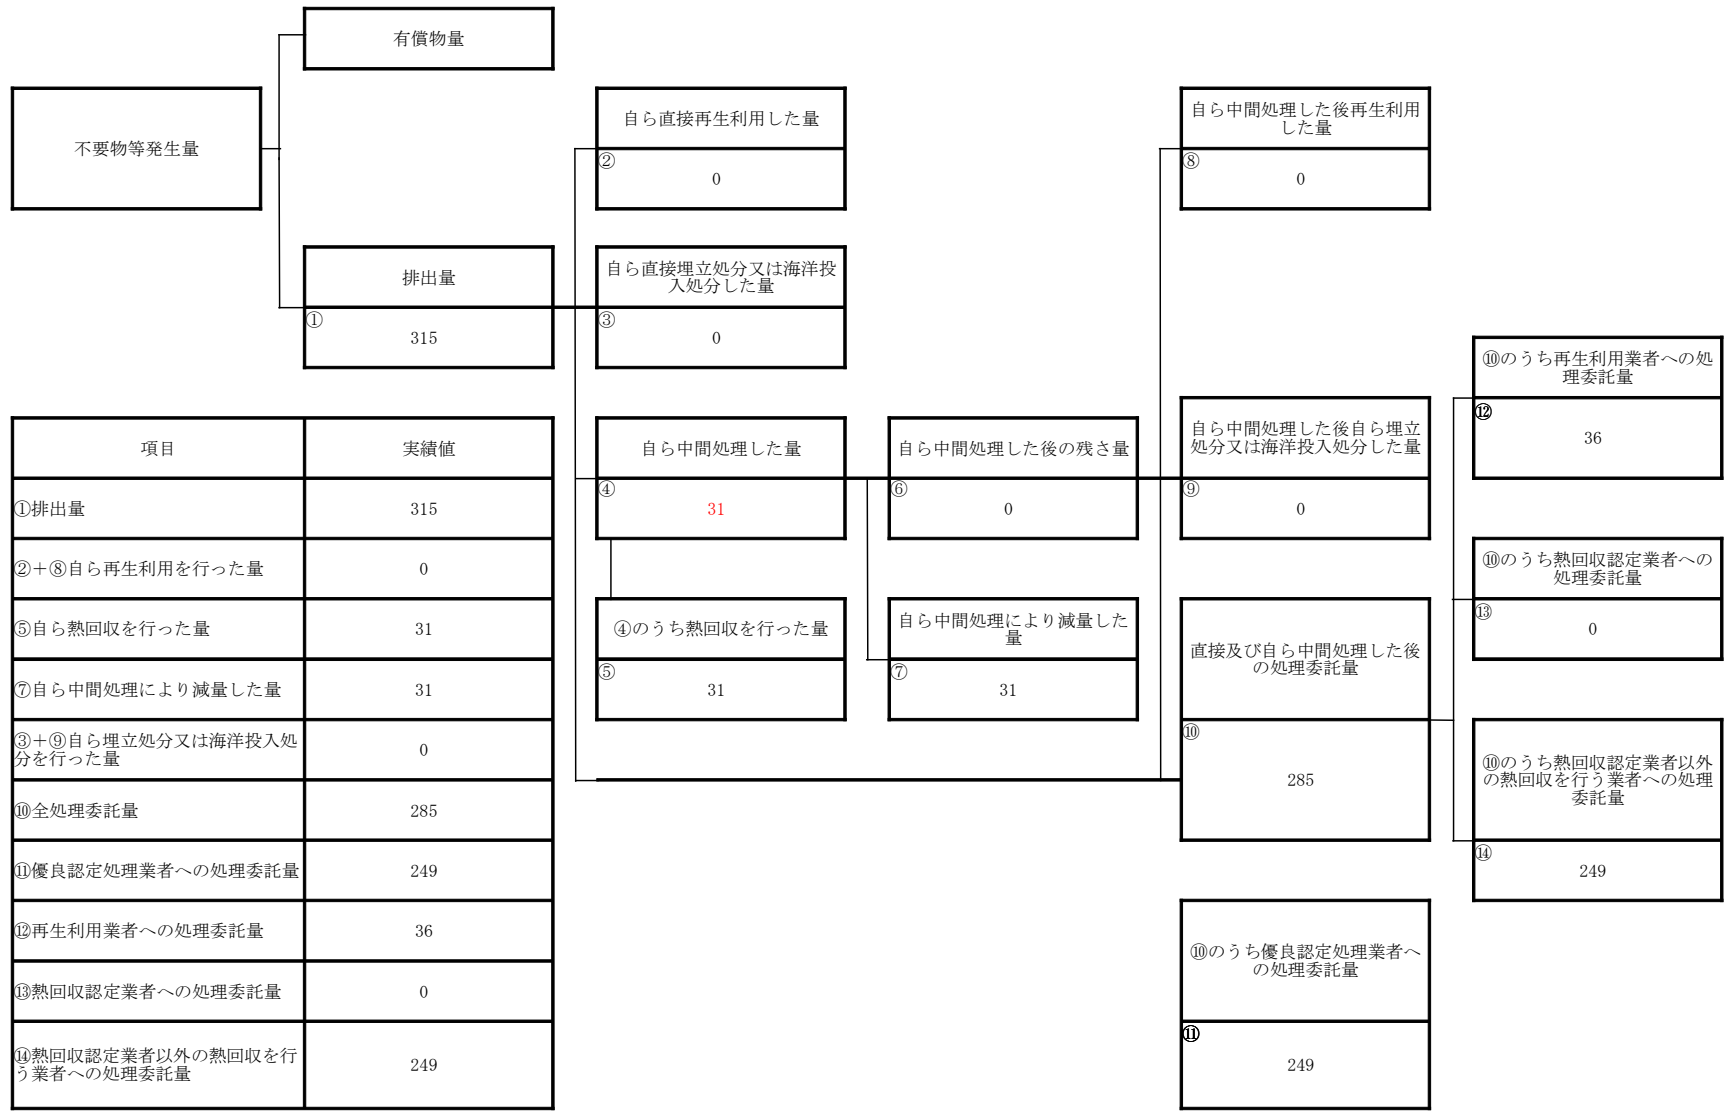 有償物量
不要物等発生量
自ら直接再生利用した量
②
0
自ら中間処理した後再生利用
した量
⑧
0
排出量
①
315
自ら直接埋立処分又は海洋投
入処分した量
③
0
⑩のうち再生利用業者への処
理委託量
⑫
36
項目
実績値
①排出量
315
②+⑧自ら再生利用を行った量
0
⑤自ら熱回収を行った量
31
⑦自ら中間処理により減量した量
31
③+⑨自ら埋立処分又は海洋投入処
分を行った量
0
⑩全処理委託量
285
⑪優良認定処理業者への処理委託量
249
⑫再生利用業者への処理委託量
36
⑬熱回収認定業者への処理委託量
0
⑭熱回収認定業者以外の熱回収を行
う業者への処理委託量
249
自ら中間処理した量
④
31
自ら中間処理した後の残さ量
⑥
0
自ら中間処理した後自ら埋立
処分又は海洋投入処分した量
⑨
0
⑩のうち熱回収認定業者への
処理委託量
⑬
0
④のうち熱回収を行った量
⑤
31
自ら中間処理により減量した
量
⑦
31
直接及び自ら中間処理した後
の処理委託量
⑩
285
⑩のうち熱回収認定業者以外
の熱回収を行う業者への処理
委託量
⑭
249
⑩のうち優良認定処理業者へ
の処理委託量
⑪
249